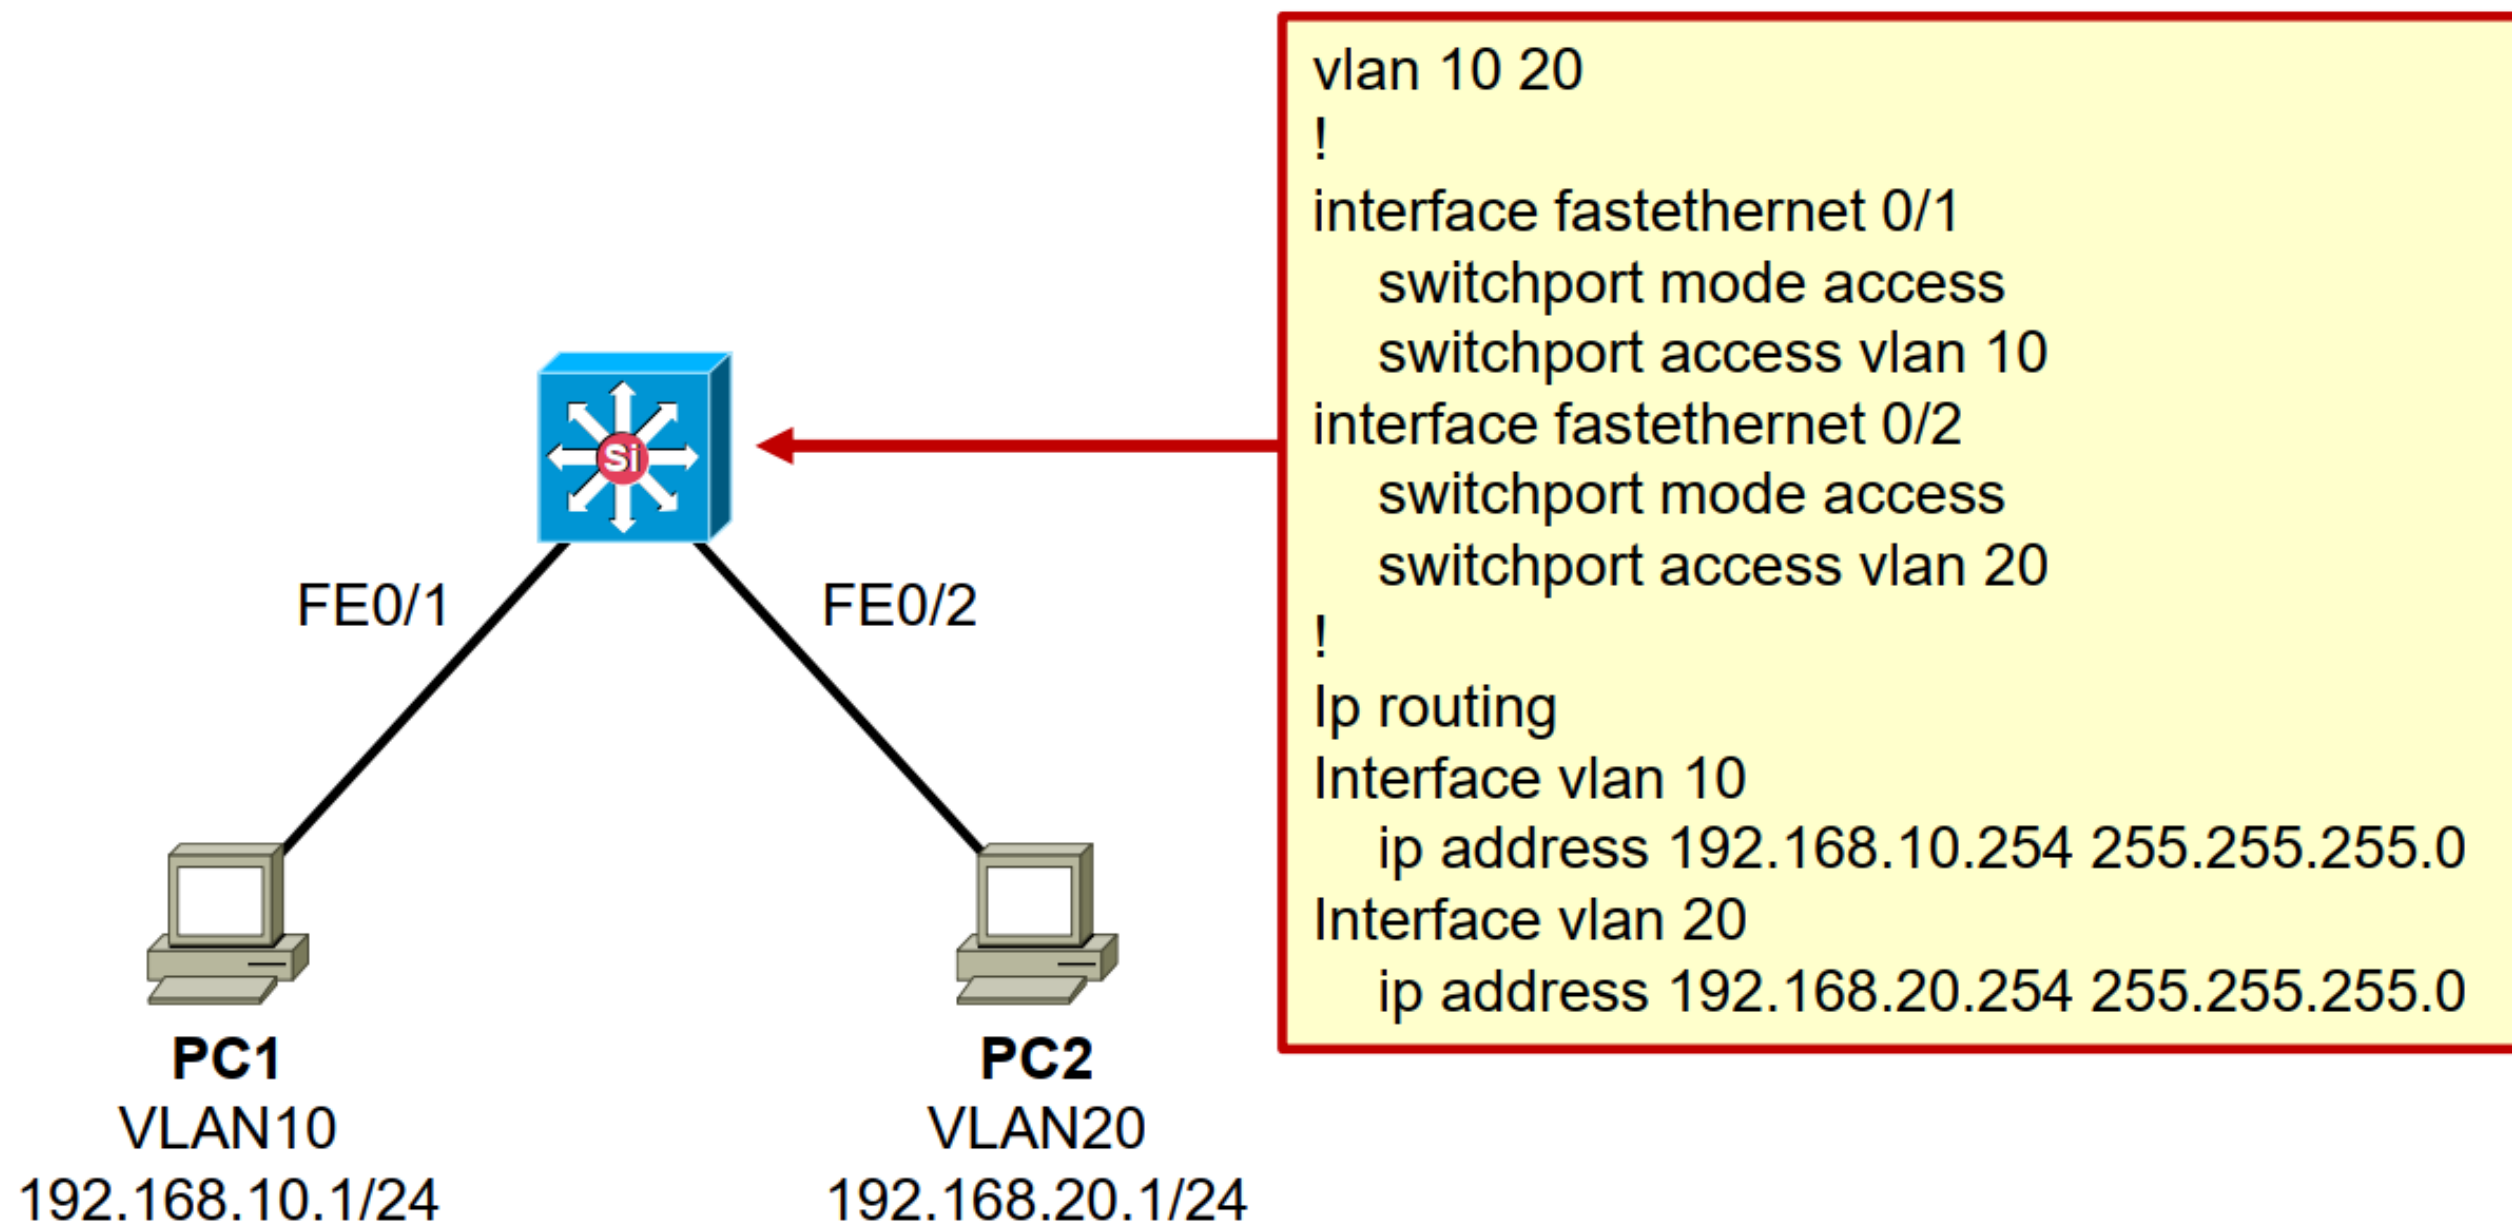 vlan 10 20
!
interface fastethernet 0/1
switchport mode access
switchport access vlan 10
interface fastethernet 0/2
switchport mode access
switchport access vlan 20
!
Ip routing
Interface vlan 10
ip address 192.168.10.254 255.255.255.0
Interface vlan 20
ip address 192.168.20.254 255.255.255.0
Si
FE0/1
FE0/2
PC1
VLAN10
192.168.10.1/24
PC2
VLAN20
192.168.20.1/24